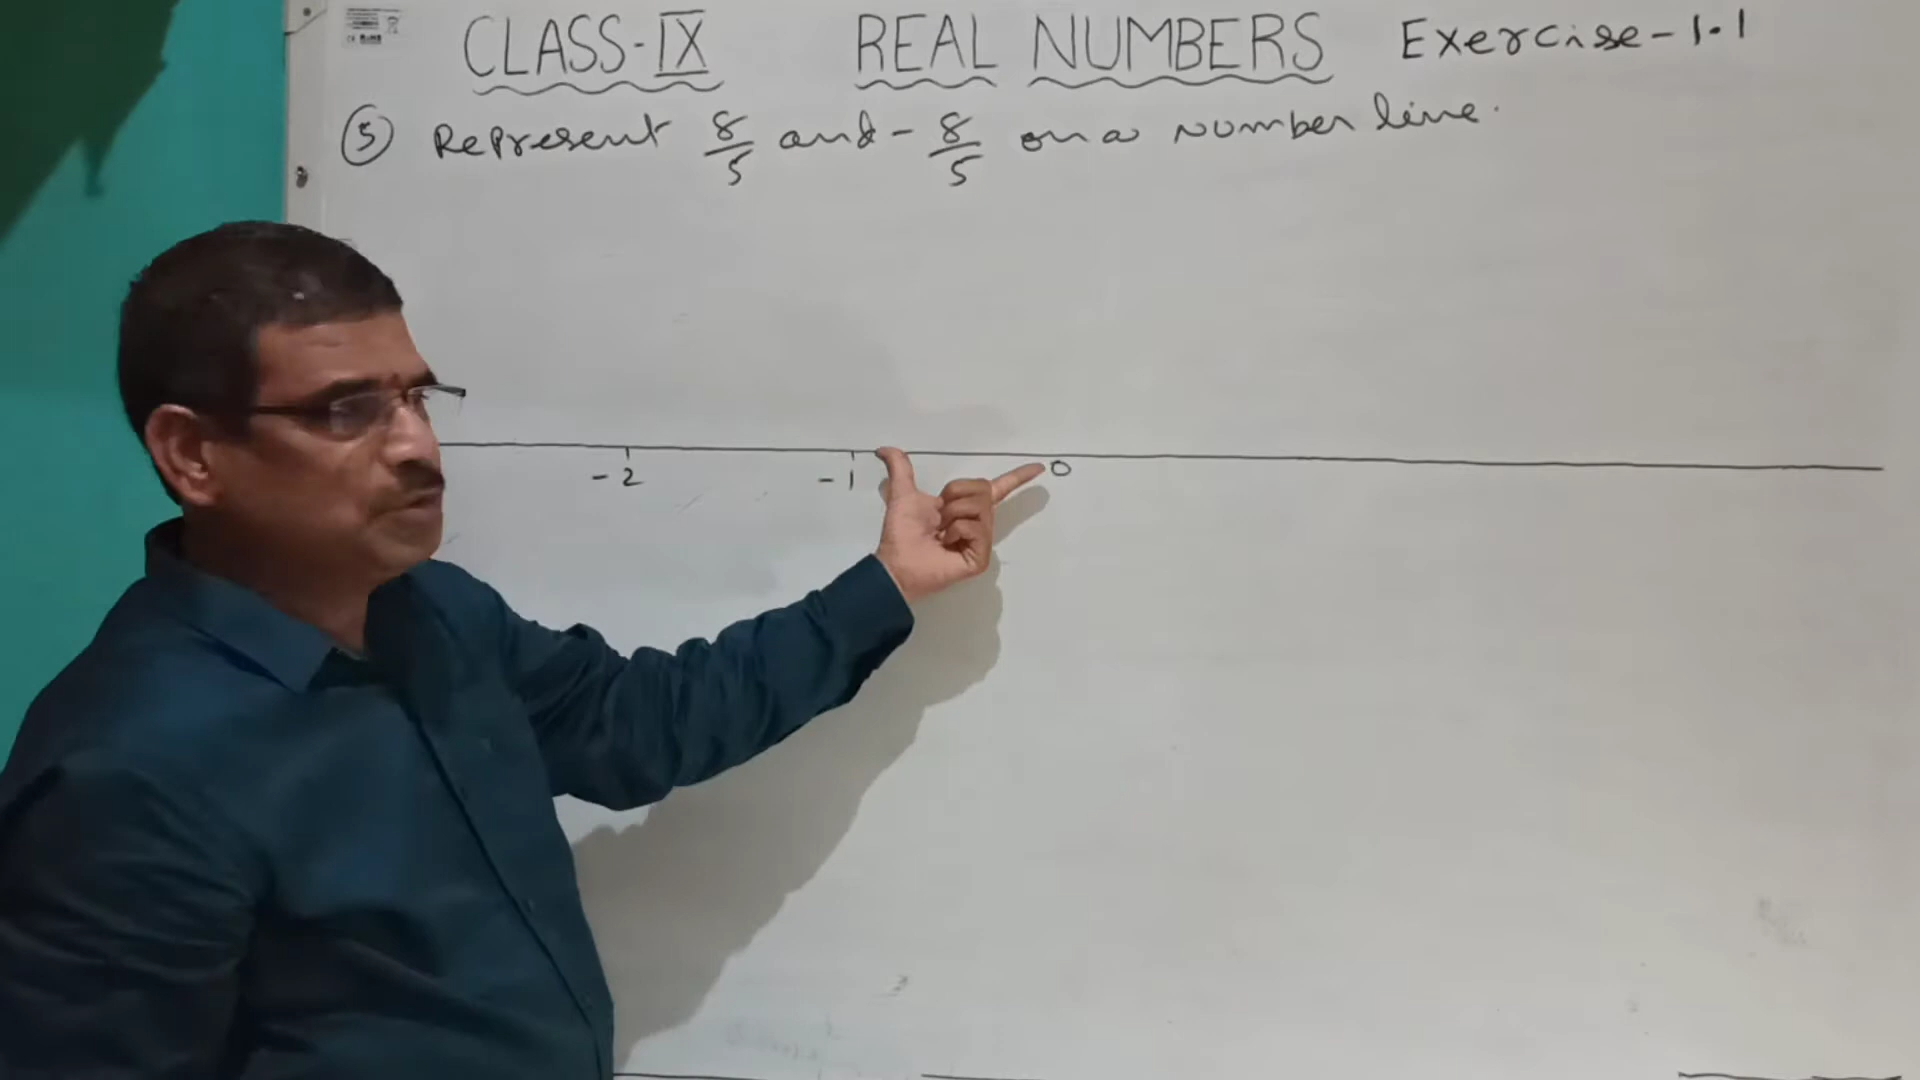 CLASS-IX REAL NUMBERS Exercise-1.1
(5) Represent 8/5 and -8/5 on a number line.
-2 -1 0